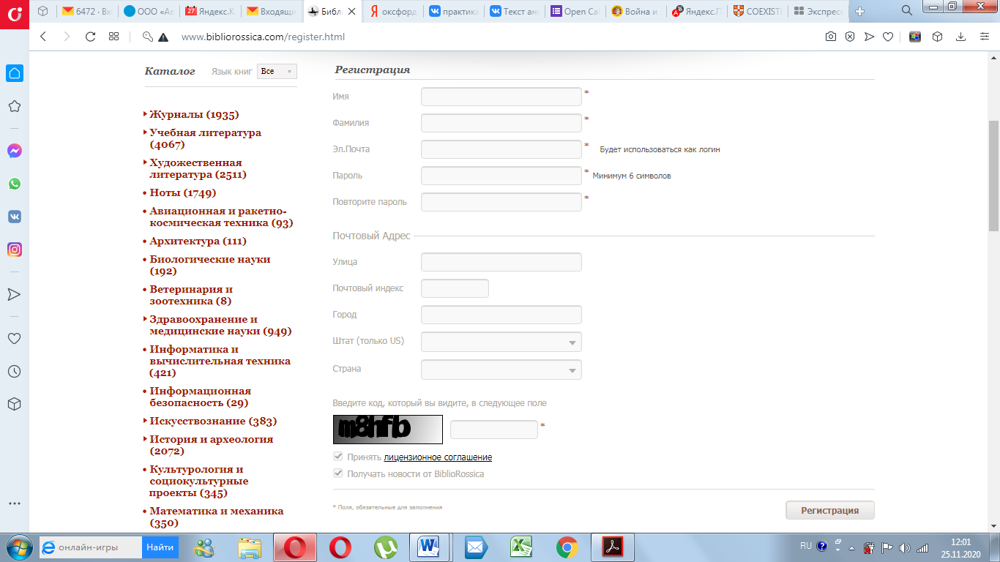 6472 · Вх
ООО «Ав
27 Яндекс.К
Входящи
Библ
Я оксфорд
практика
Текст анс
Open Cal
Война и
Яндекс.П
COEXIST
Экспрес
www.bibliorossica.com/register.html
Каталог Язык книг Все
Журналы (1935)
Учебная литература
(4067)
Художественная
литература (2511)
Ноты (1749)
Авиационная и ракетно-
космическая техника (93)
Архитектура (111)
Биологические науки
(192)
Ветеринария и
зоотехника (8)
Здравоохранение и
медицинские науки (949)
Информатика и
вычислительная техника
(421)
Информационная
безопасность (29)
Искусствознание (383)
История и археология
(2072)
Культурология и
социокультурные
проекты (345)
Математика и механика
(350)
Регистрация
Имя *
Фамилия *
Эл.Почта * Будет использоваться как логин
Пароль * Минимум 6 символов
Повторите пароль *
Почтовый Адрес
Улица
Почтовый индекс
Город
Штат (только US)
Страна
Введите код, который вы видите, в следующее поле
m8hfb *
Принять лицензионное соглашение
Получать новости от BiblioRossica
* Поля, обязательные для заполнения
Регистрация
онлайн-игры Найти
RU
12:01
25.11.2020